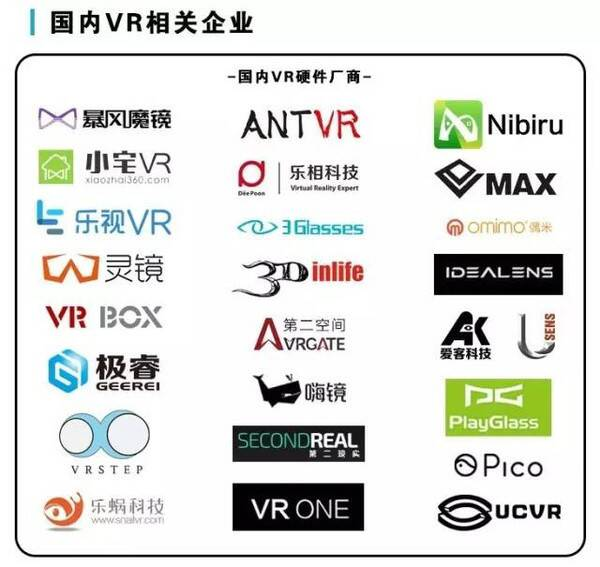 国内VR相关企业
-国内VR硬件厂商-
暴风魔镜
ANTVR
Nibiru
小宅VR
xiaozhai360.com
DeePoon
乐相科技
Virtual Reality Expert
MAX
乐视VR
3Glasses
omimo 偶米
灵镜
3Dinlife
IDEALENS
VR BOX
第二空间
AVRGATE
AK
爱客科技
USENS
极睿
GEEREI
嗨镜
PlayGlass
VRSTEP
SECONDREAL
第二现实
Pico
乐蜗科技
www.snailvr.com
VR ONE
UCVR